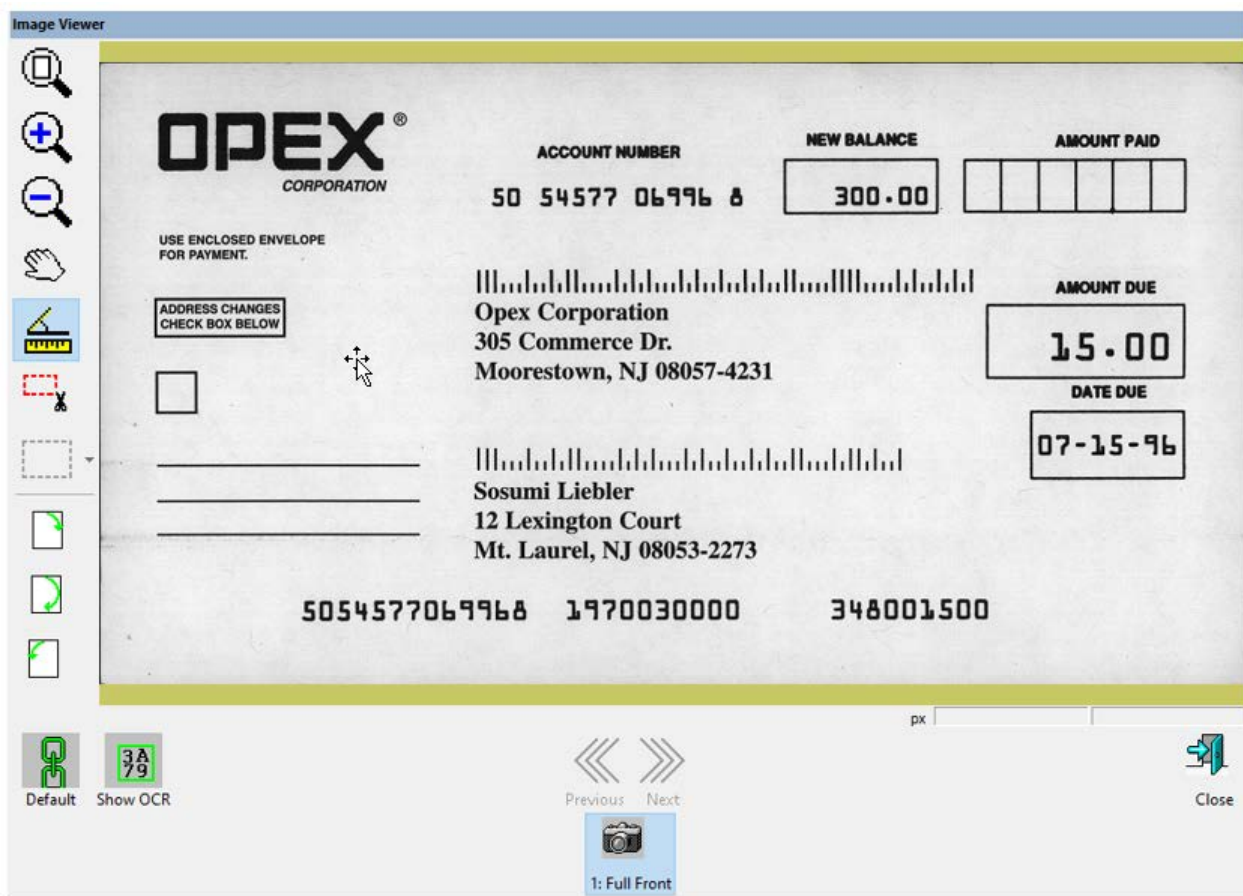 Image Viewer
OPEX®
CORPORATION
ACCOUNT NUMBER
50 54577 06996 8
NEW BALANCE
300.00
AMOUNT PAID
USE ENCLOSED ENVELOPE
FOR PAYMENT.
ADDRESS CHANGES
CHECK BOX BELOW
Opex Corporation
305 Commerce Dr.
Moorestown, NJ 08057-4231
AMOUNT DUE
15.00
DATE DUE
07-15-96
Sosumi Liebler
12 Lexington Court
Mt. Laurel, NJ 08053-2273
5054577069968 1970030000 348001500
px
Default
3A
79
Show OCR
Previous
Next
Close
1: Full Front